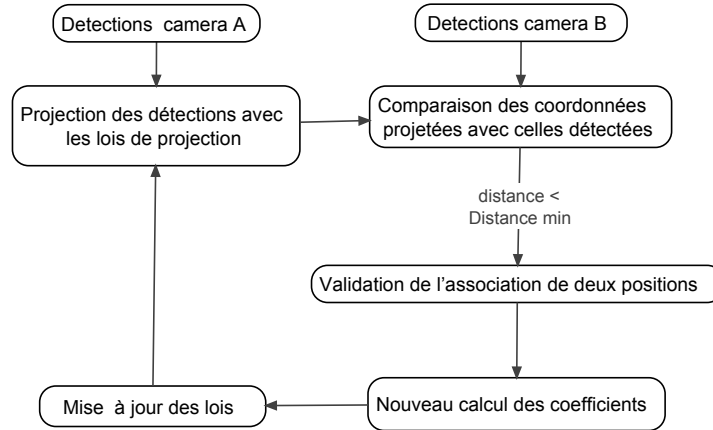 Detections camera A
Detections camera B
Projection des détections avec
les lois de projection
Comparaison des coordonnées
projetées avec celles détectées
distance <
Distance min
Validation de l'association de deux positions
Nouveau calcul des coefficients
Mise à jour des lois